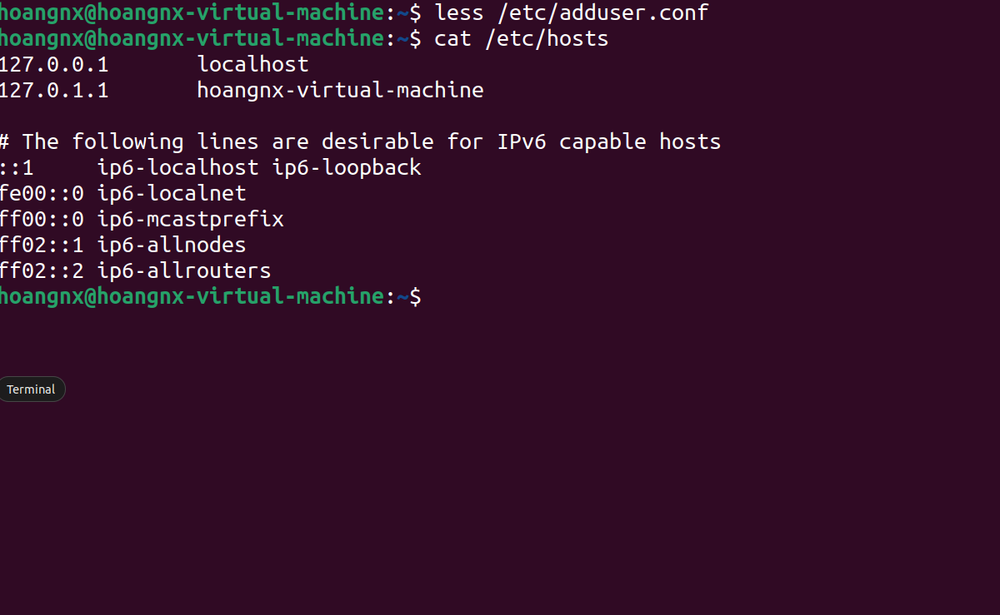 hoangnx@hoangnx-virtual-machine:~$ less /etc/adduser.conf
hoangnx@hoangnx-virtual-machine:~$ cat /etc/hosts
127.0.0.1       localhost
127.0.1.1       hoangnx-virtual-machine

# The following lines are desirable for IPv6 capable hosts
::1     ip6-localhost ip6-loopback
fe00::0 ip6-localnet
ff00::0 ip6-mcastprefix
ff02::1 ip6-allnodes
ff02::2 ip6-allrouters
hoangnx@hoangnx-virtual-machine:~$
Terminal